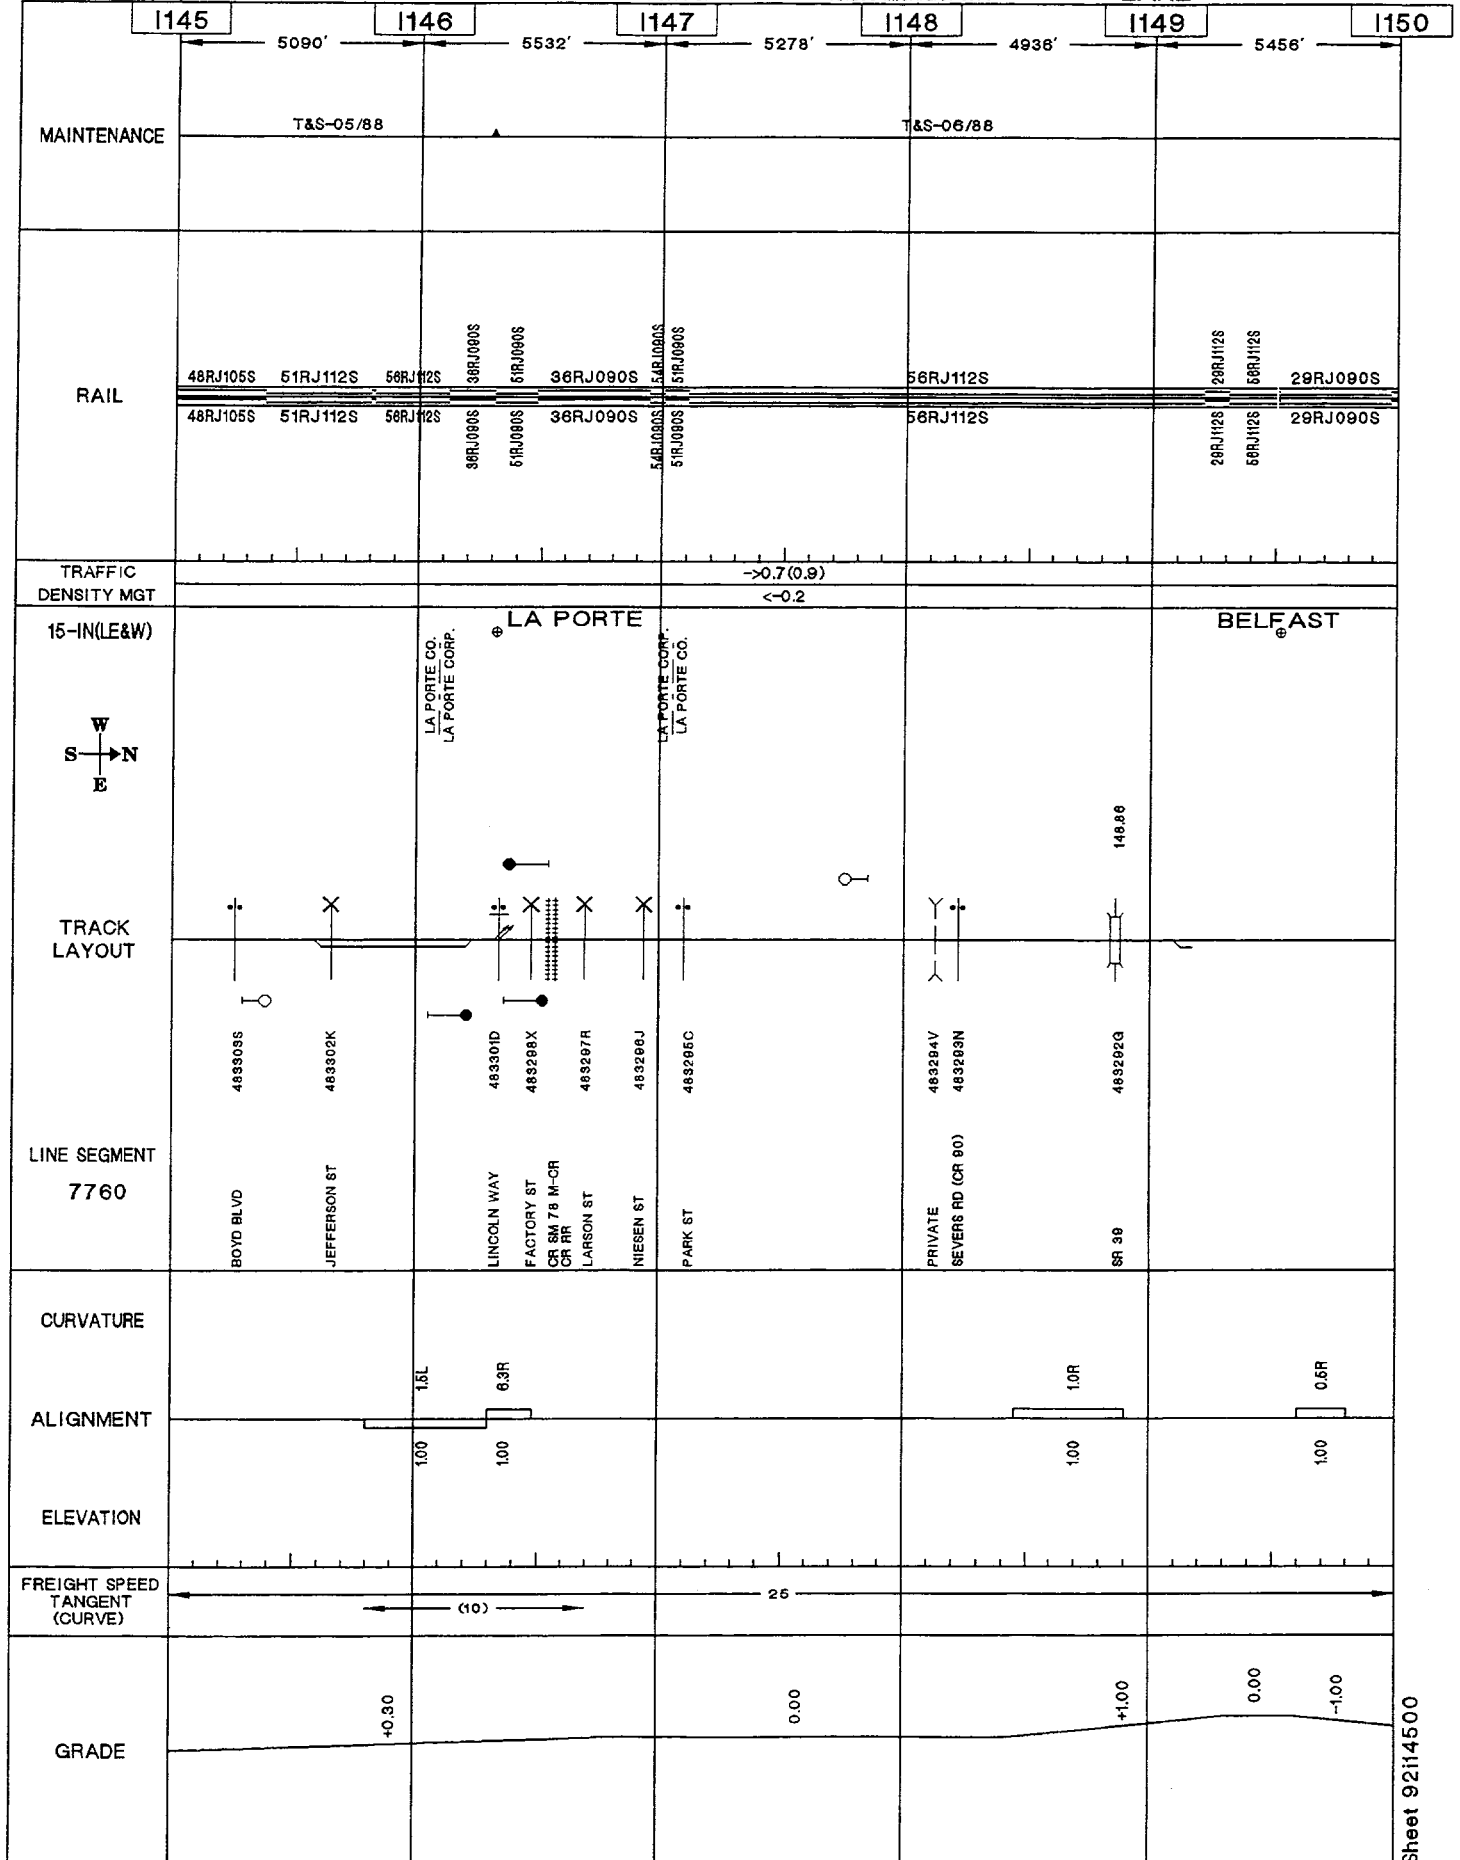 I145 I146 I147 I148 I149 I150
5090' 5532' 5278' 4936' 5456'
T&S-05/88 T&S-06/88
MAINTENANCE
36RJ090S 51RJ090S 54RJ090S 51RJ090S 29RJ112S 56RJ112S
48RJ105S 51RJ112S 56RJ112S 36RJ090S 56RJ112S 29RJ090S
RAIL
48RJ105S 51RJ112S 56RJ112S 36RJ090S 56RJ112S 29RJ090S
36RJ090S 51RJ090S 54RJ090S 51RJ090S 29RJ112S 56RJ112S
TRAFFIC
DENSITY MGT
->0.7(0.9)
<-0.2
15-IN(LE&W)
LA PORTE
BELFAST
LA PORTE CO.
LA PORTE CORP.
LA PORTE CORP.
LA PORTE CO.
W
S N
E
148.86
TRACK
LAYOUT
483303S
483302K
483301D
483298X
483297R
483296J
483295C
483294V
483293N
483292G
LINE SEGMENT
7760
BOYD BLVD
JEFFERSON ST
LINCOLN WAY
FACTORY ST
CR SM 78 M-CR
CR RR
LARSON ST
NIESEN ST
PARK ST
PRIVATE
SEVERS RD (CR 90)
SR 39
CURVATURE
1.5L 6.3R 1.0R 0.5R
ALIGNMENT
1.00 1.00 1.00 1.00
ELEVATION
FREIGHT SPEED
TANGENT
(CURVE)
25
(10)
+0.30 0.00 +1.00 0.00 -1.00
GRADE
Sheet 92I14500